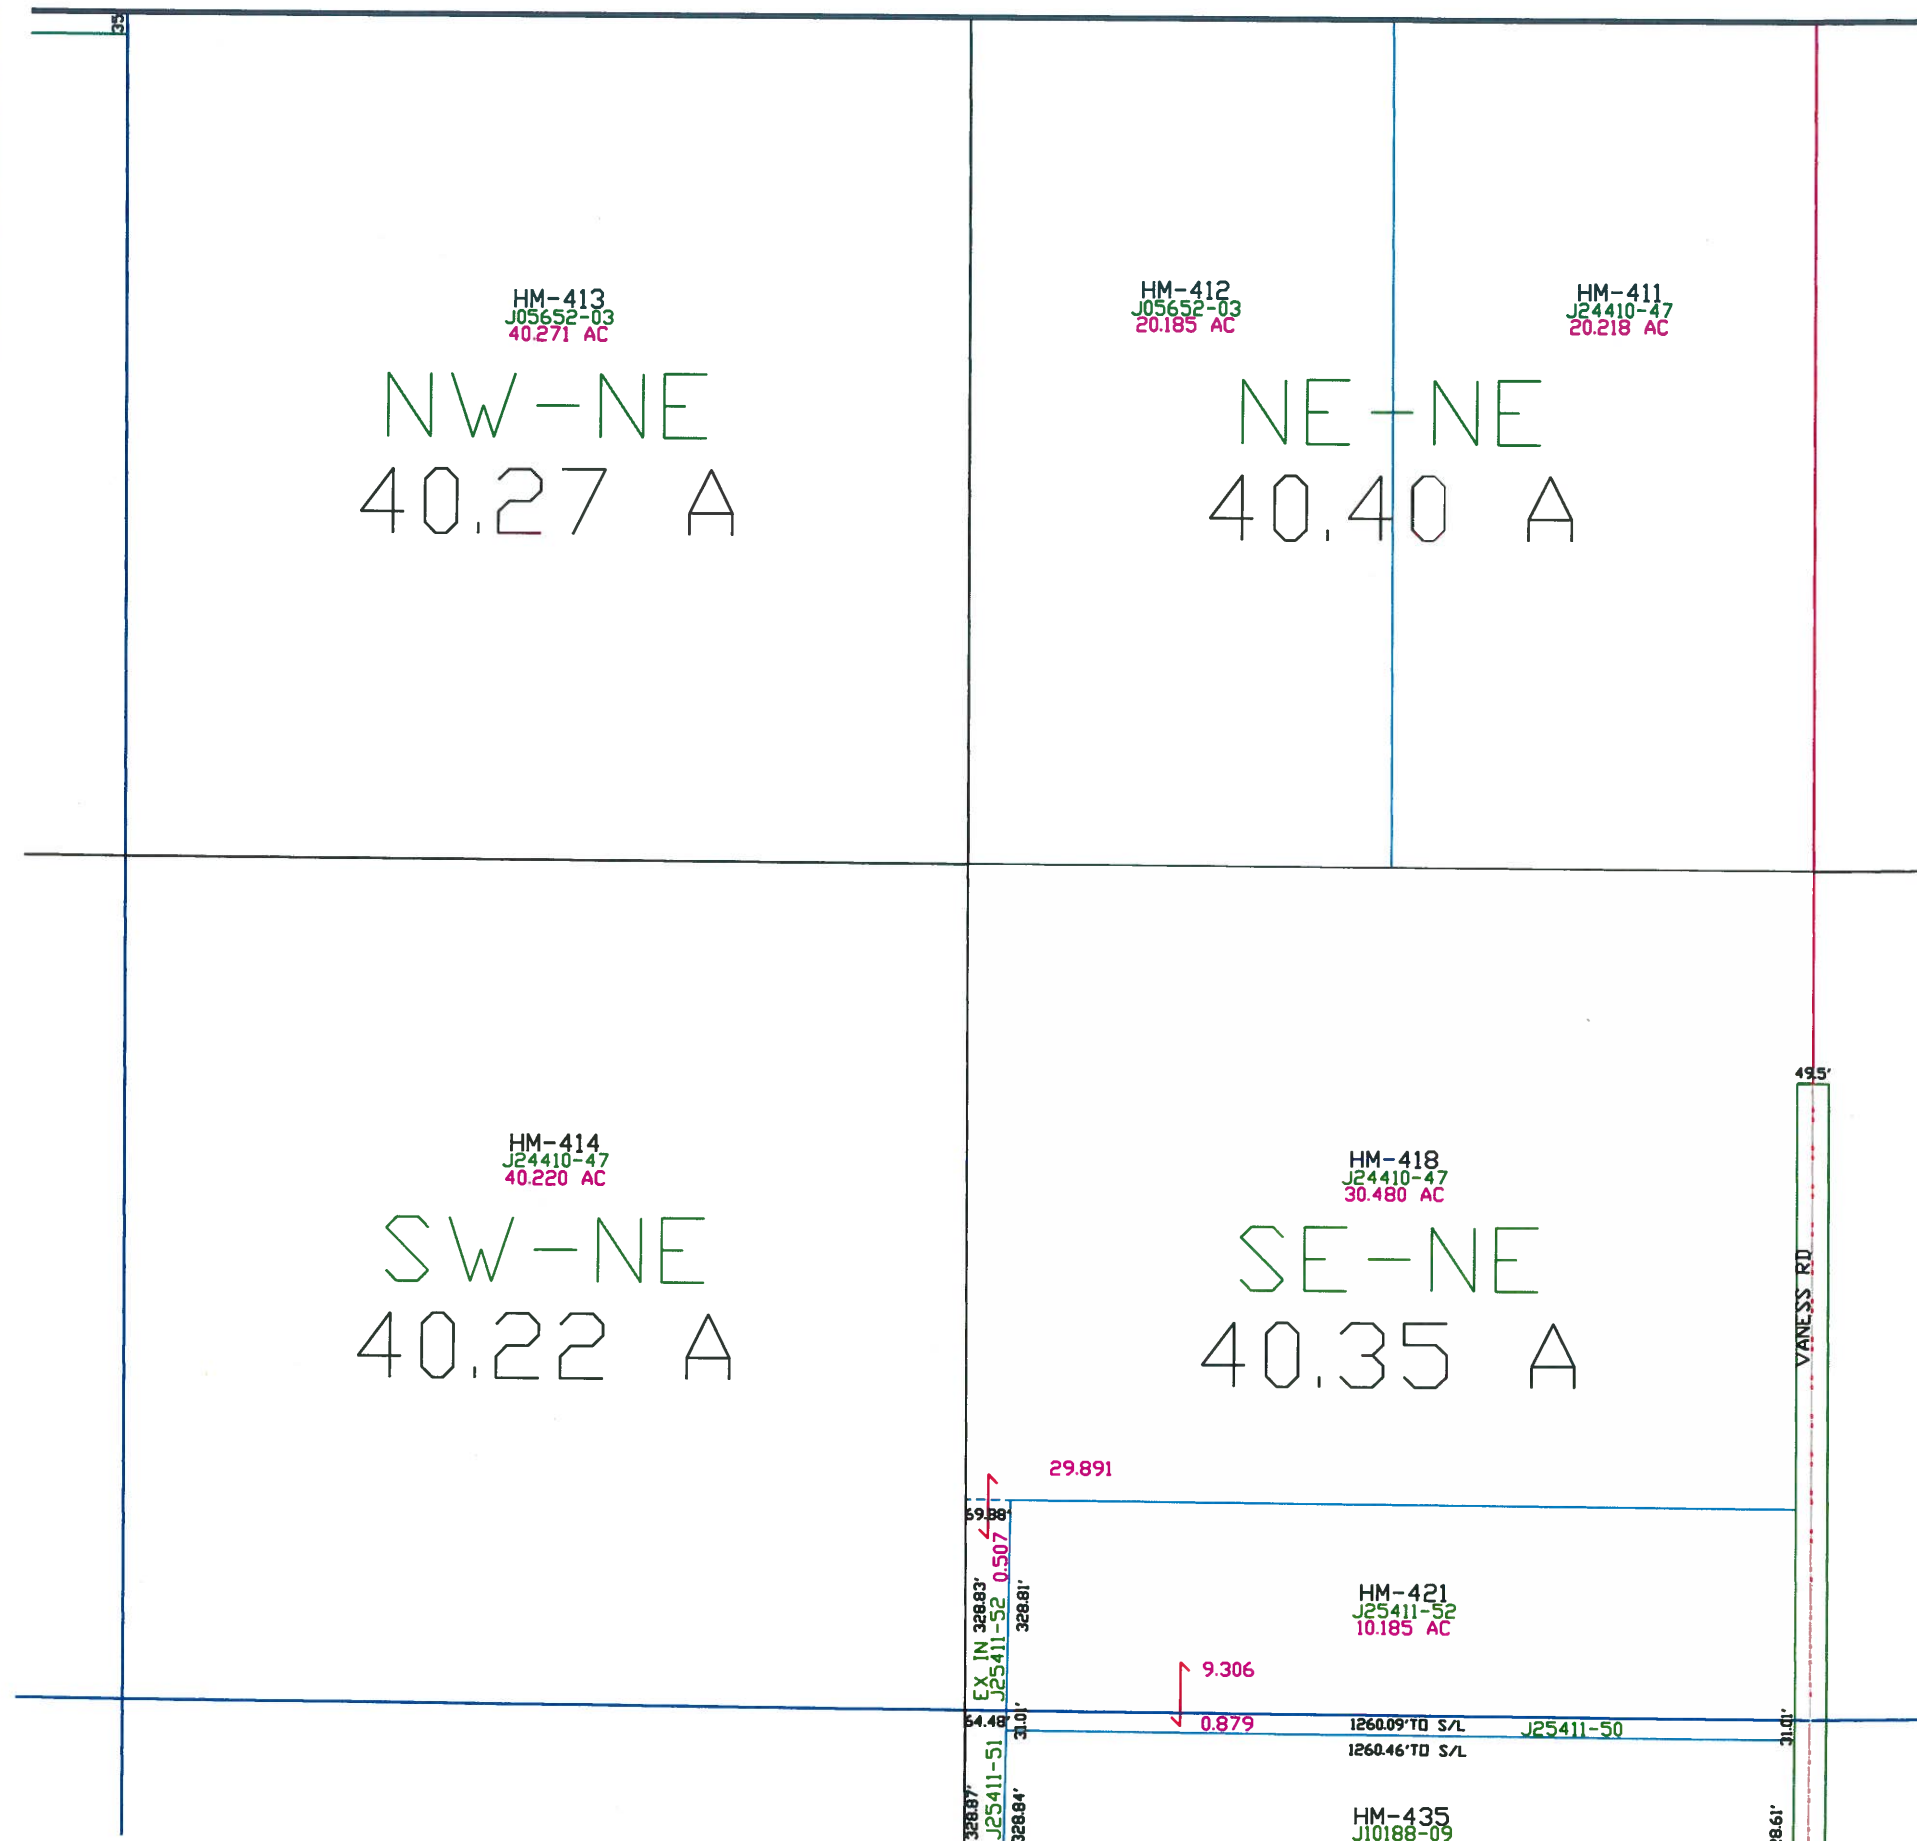 35'
HM-413
J05652-03
40.271 AC
NW-NE
40.27 A
HM-412
J05652-03
20.185 AC
HM-411
J24410-47
20.218 AC
NE-NE
40.40 A
HM-414
J24410-47
40.220 AC
SW-NE
40.22 A
49.5'
HM-418
J24410-47
30.480 AC
SE-NE
40.35 A
VANESS RD
29.891
69.88'
0.507
328.83'
328.81'
EX IN
J25411-52
HM-421
J25411-52
10.185 AC
9.306
64.48'
31.01'
0.879
1260.09'TO S/L
J25411-50
31.01'
1260.46'TO S/L
J25411-51
328.87'
328.84'
HM-435
J10188-09
28.61'